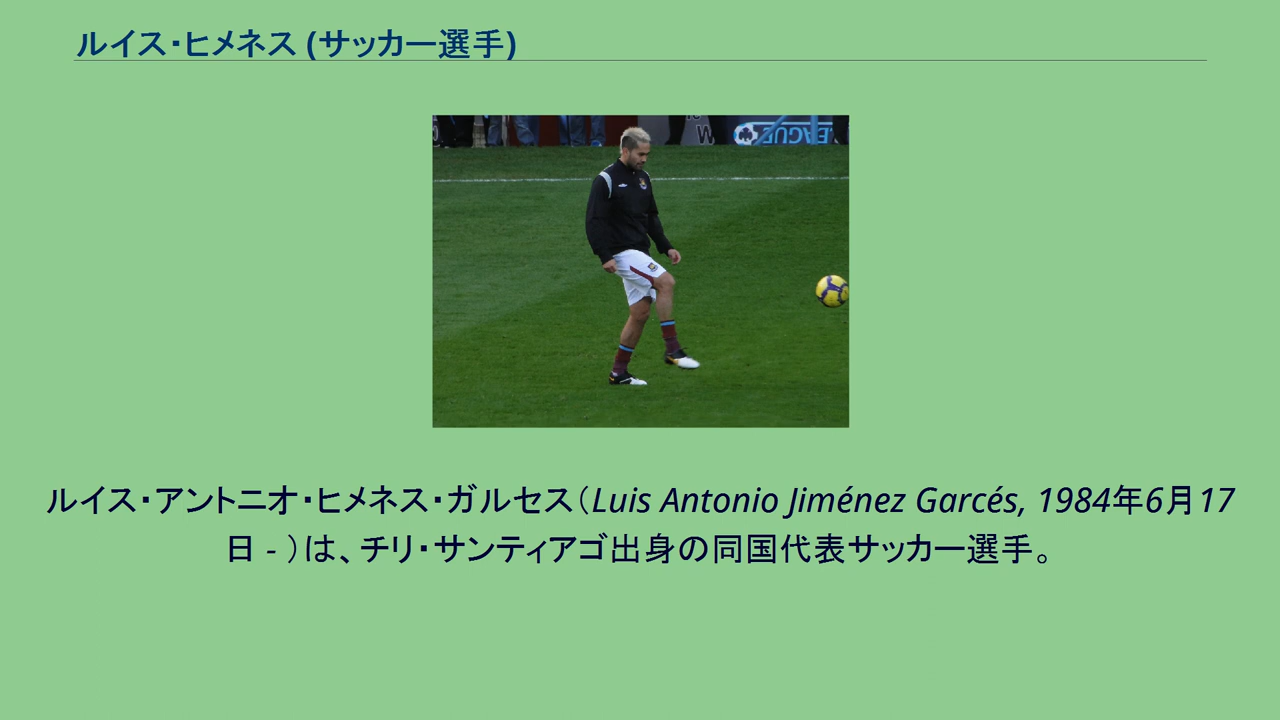 ルイス・ヒメネス (サッカー選手)
ルイス・アントニオ・ヒメネス・ガルセス（Luis Antonio Jiménez Garcés, 1984年6月17
日 - ）は、チリ・サンティアゴ出身の同国代表サッカー選手。